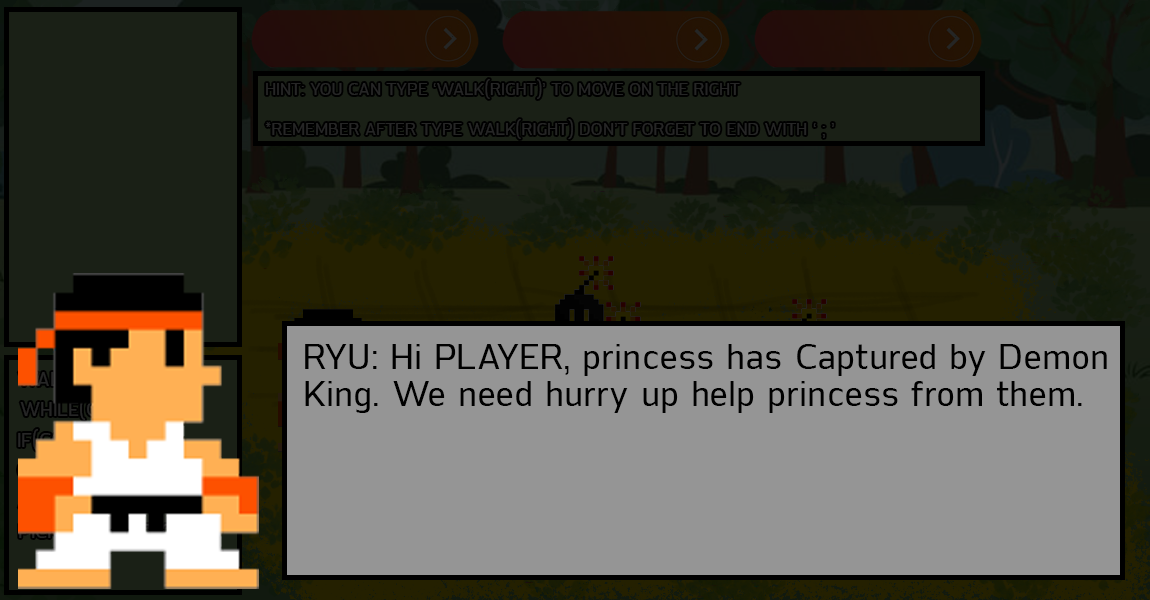 HINT: YOU CAN TYPE 'WALK(RIGHT)' TO MOVE ON THE RIGHT
*REMEMBER AFTER TYPE WALK(RIGHT) DON'T FORGET TO END WITH ' ; '
RYU: Hi PLAYER, princess has Captured by Demon
King. We need hurry up help princess from them.
WHILE(
IF(